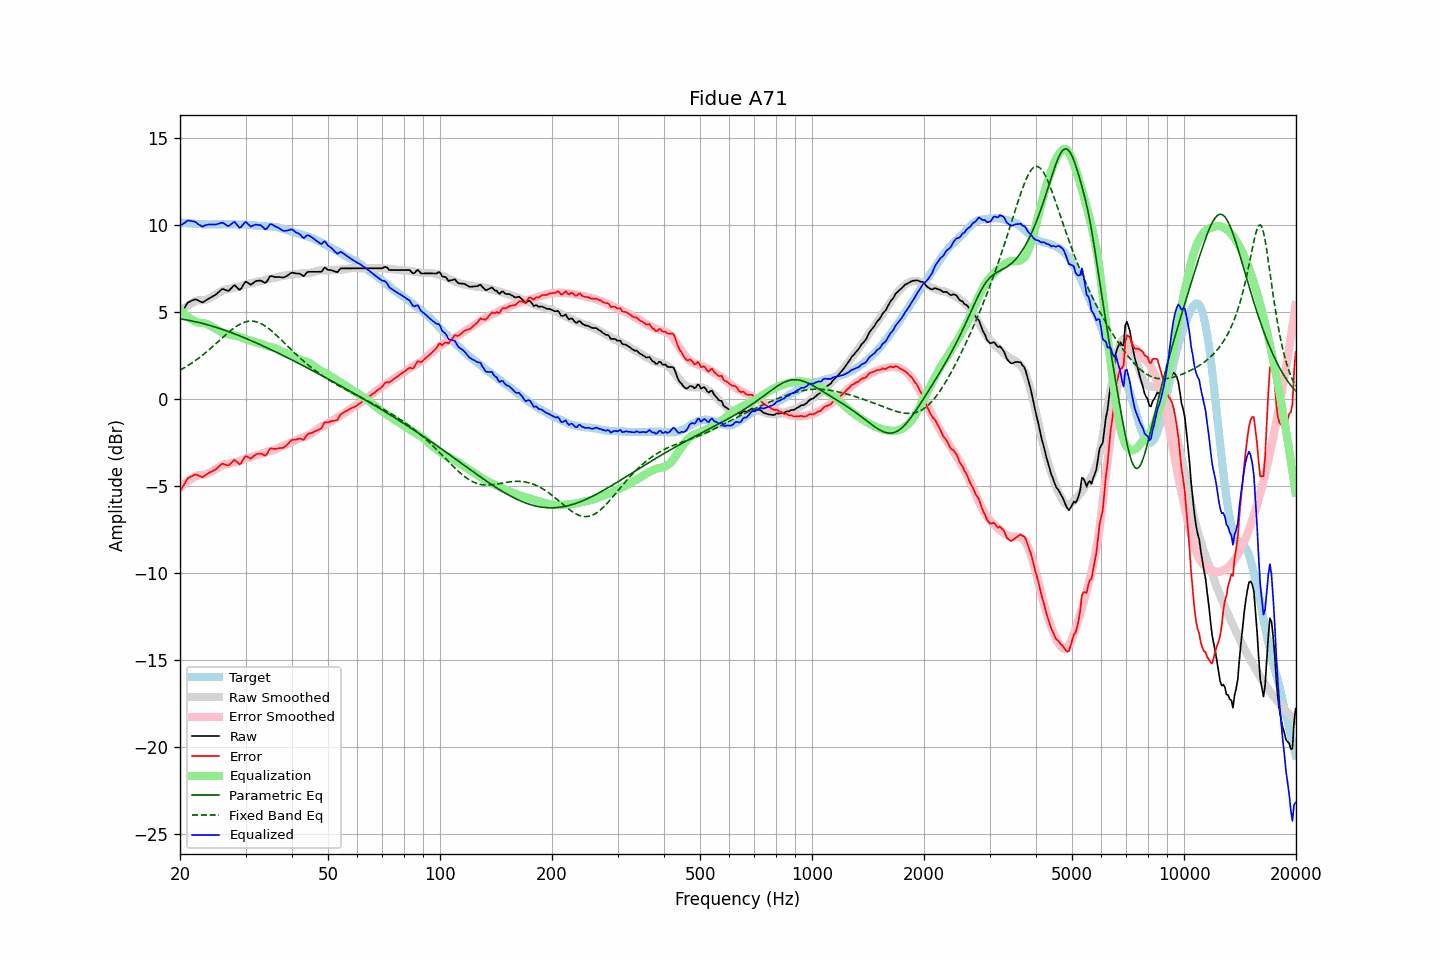 Fidue A71
15
10
5
0
−5
−10
−15
−20
−25
Amplitude (dBr)
Target
Raw Smoothed
Error Smoothed
Raw
Error
Equalization
Parametric Eq
Fixed Band Eq
Equalized
20 50 100 200 500 1000 2000 5000 10000 20000
Frequency (Hz)